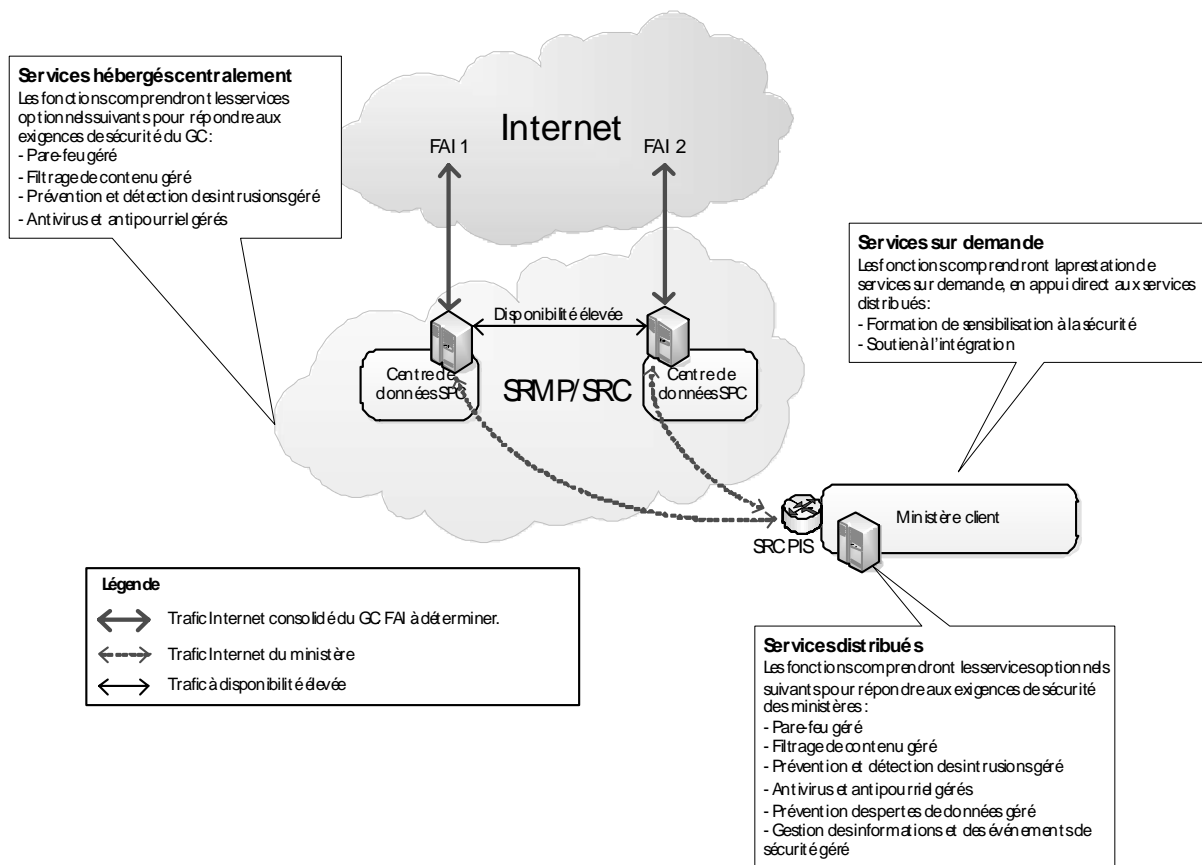 Services hébergés centralement
Les fonctions comprendront les services
optionnels suivants pour répondre aux
exigences de sécurité du GC :
- Pare-feu géré
- Filtrage de contenu géré
- Prévention et détection des intrusions géré
- Antivirus et antipourriel gérés
Internet
FAI 1
FAI 2
Services sur demande
Les fonctions comprendront la prestation de
services sur demande, en appui direct aux services
distribués :
- Formation de sensibilisation à la sécurité
- Soutien à l'intégration
Disponibilité élevée
Centre de
données SPC
SRMP/SRC
Centre de
données SPC
Ministère client
SRC PIS
Légende
Trafic Internet consolidé du GC FAI à déterminer.
Trafic Internet du ministère
Trafic à disponibilité élevée
Services distribués
Les fonctions comprendront les services optionnels
suivants pour répondre aux exigences de sécurité
des ministères :
- Pare-feu géré
- Filtrage de contenu géré
- Prévention et détection des intrusions géré
- Antivirus et antipourriel gérés
- Prévention des pertes de données géré
- Gestion des informations et des événements de
sécurité géré